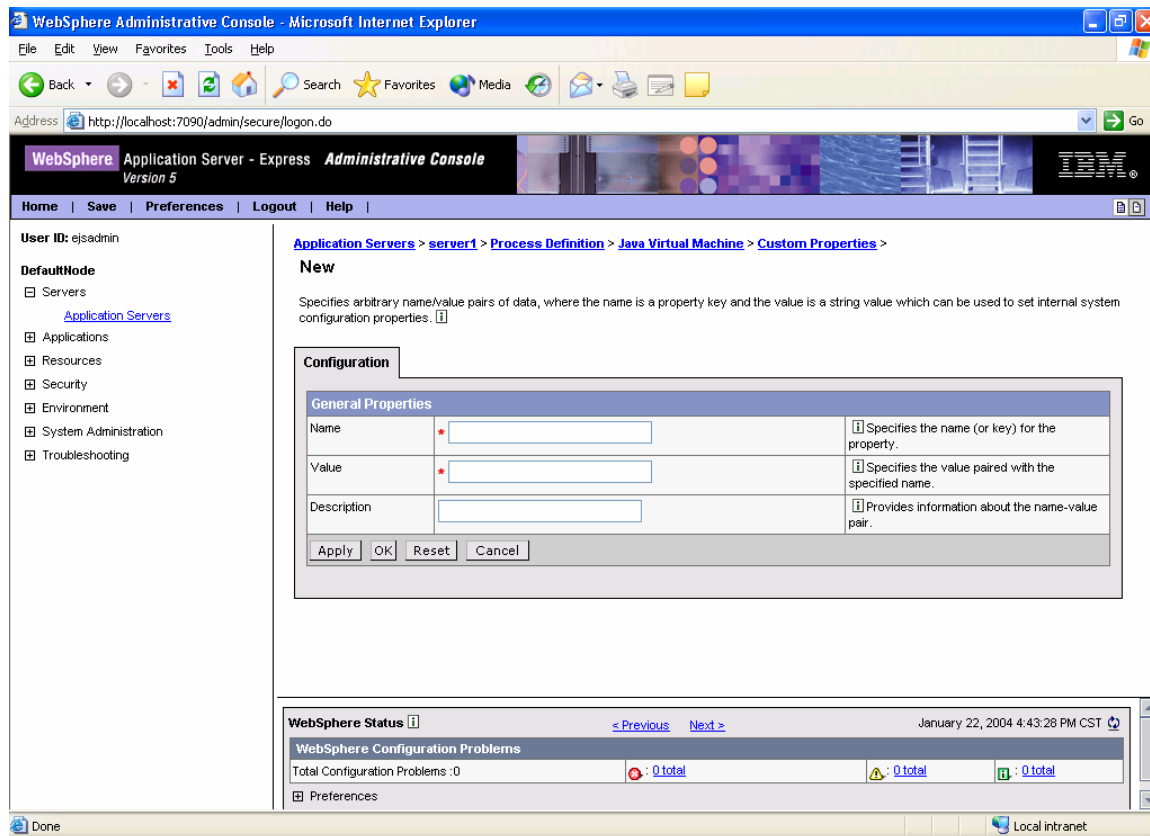 WebSphere Administrative Console - Microsoft Internet Explorer
File Edit View Favorites Tools Help
Back Search Favorites Media
Address http://localhost:7090/admin/secure/logon.do Go
WebSphere Application Server - Express Administrative Console
Version 5
IBM®
Home | Save | Preferences | Logout | Help |
User ID: ejsadmin
DefaultNode
Servers
Application Servers
Applications
Resources
Security
Environment
System Administration
Troubleshooting
Application Servers > server1 > Process Definition > Java Virtual Machine > Custom Properties >
New
Specifies arbitrary name/value pairs of data, where the name is a property key and the value is a string value which can be used to set internal system
configuration properties. i
Configuration
General Properties
Name * i Specifies the name (or key) for the
property.
Value * i Specifies the value paired with the
specified name.
Description i Provides information about the name-value
pair.
Apply OK Reset Cancel
WebSphere Status i < Previous Next > January 22, 2004 4:43:28 PM CST
WebSphere Configuration Problems
Total Configuration Problems :0 : 0 total : 0 total : 0 total
Preferences
Done Local intranet